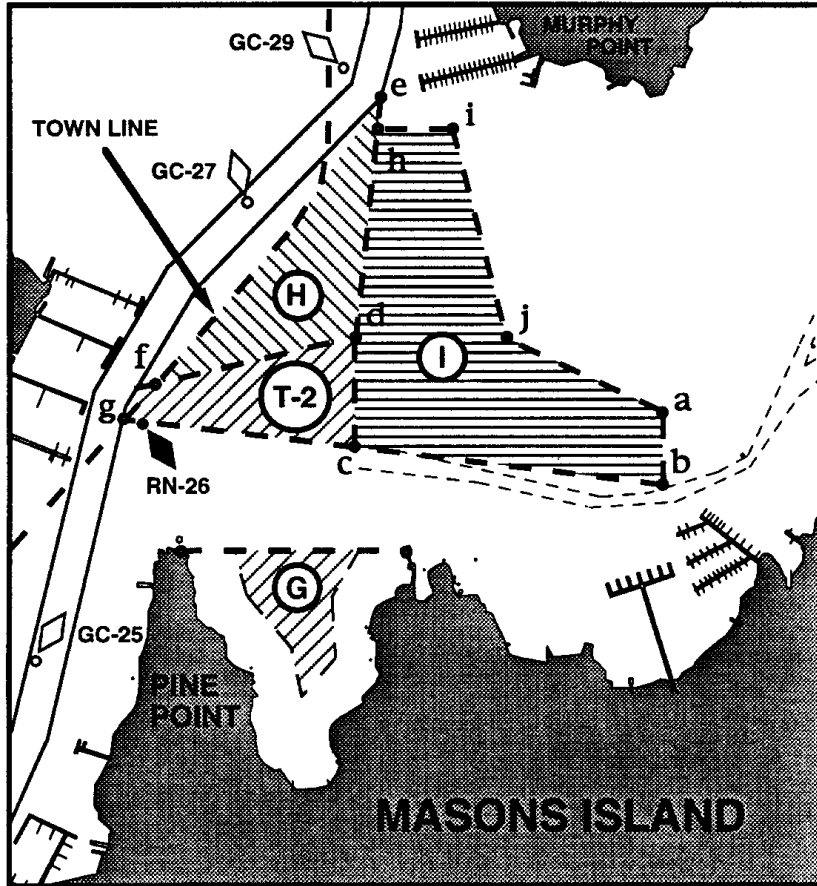 GC-29
MURPHY
POINT
e
i
TOWN LINE
h
GC-27
H
d
j
I
f
T-2
a
g
c
b
RN-26
G
GC-25
PINE
POINT
MASONS ISLAND